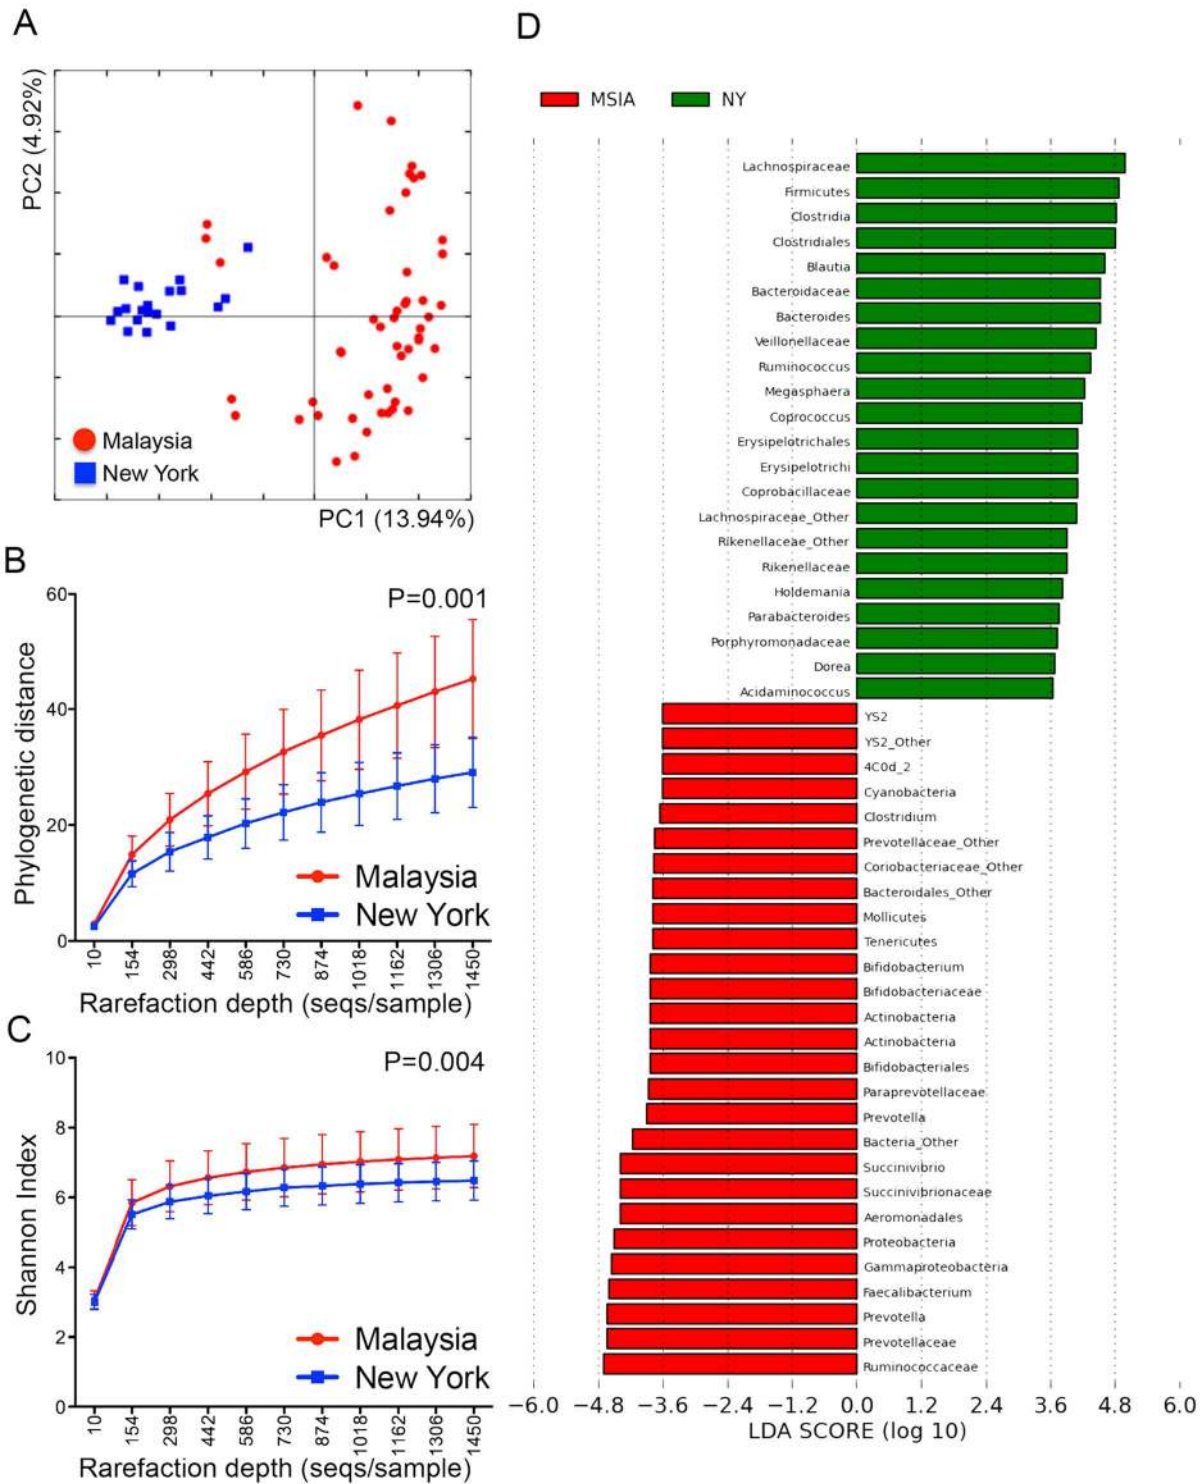 A
PC2 (4.92%)
Malaysia
New York
PC1 (13.94%)
B
P=0.001
60
40
20
0
Phylogenetic distance
Malaysia
New York
10 154 298 442 586 730 874 1018 1162 1306 1450
Rarefaction depth (seqs/sample)
C
P=0.004
10
8
6
4
2
0
Shannon Index
Malaysia
New York
10 154 298 442 586 730 874 1018 1162 1306 1450
Rarefaction depth (seqs/sample)
D
MSIA NY
Lachnospiraceae
Firmicutes
Clostridia
Clostridiales
Blautia
Bacteroidaceae
Bacteroides
Veillonellaceae
Ruminococcus
Megasphaera
Coprococcus
Erysipelotrichales
Erysipelotrichi
Coprobacillaceae
Lachnospiraceae_Other
Rikenellaceae_Other
Rikenellaceae
Holdemania
Parabacteroides
Porphyromonadaceae
Dorea
Acidaminococcus
YS2
YS2_Other
4C0d_2
Cyanobacteria
Clostridium
Prevotellaceae_Other
Coriobacteriaceae_Other
Bacteroidales_Other
Mollicutes
Tenericutes
Bifidobacterium
Bifidobacteriaceae
Actinobacteria
Actinobacteria
Bifidobacteriales
Paraprevotellaceae
Prevotella
Bacteria_Other
Succinivibrio
Succinivibrionaceae
Aeromonadales
Proteobacteria
Gammaproteobacteria
Faecalibacterium
Prevotella
Prevotellaceae
Ruminococcaceae
−6.0 −4.8 −3.6 −2.4 −1.2 0.0 1.2 2.4 3.6 4.8 6.0
LDA SCORE (log 10)